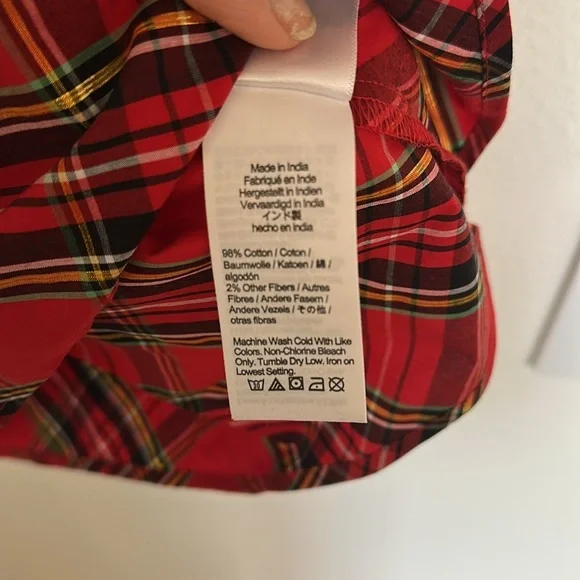 Made in India
Fabriqué en Inde
Hergestellt in Indien
Vervaardigd in India
インド製
hecho en India
98% Cotton / Coton /
Baumwolle / Katoen / 綿 /
algodón
2% Other Fibers / Autres
Fibres / Andere Fasern /
Andere Vezels / その他 /
otras fibras
Machine Wash Cold With Like
Colors. Non-Chlorine Bleach
Only. Tumble Dry Low. Iron on
Lowest Setting.